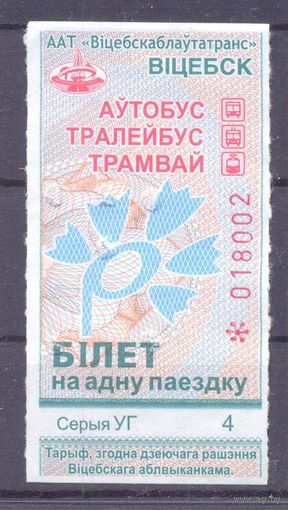 ААТ «Віцебскаблаўтатранс»
ВІЦЕБСК
АЎТОБУС
ТРАЛЕЙБУС
ТРАМВАЙ
018002
БІЛЕТ
на адну паездку
Серыя УГ 4
Тарыф, згодна дзеючага рашэння
Віцебскага аблвыканкама.